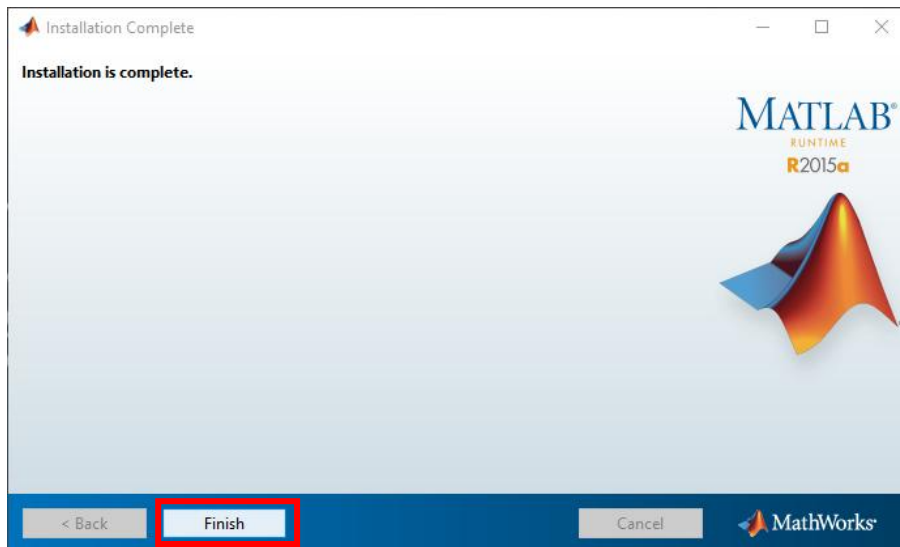 Installation Complete
Installation is complete.
MATLAB®
RUNTIME
R2015a
< Back
Finish
Cancel
MathWorks®